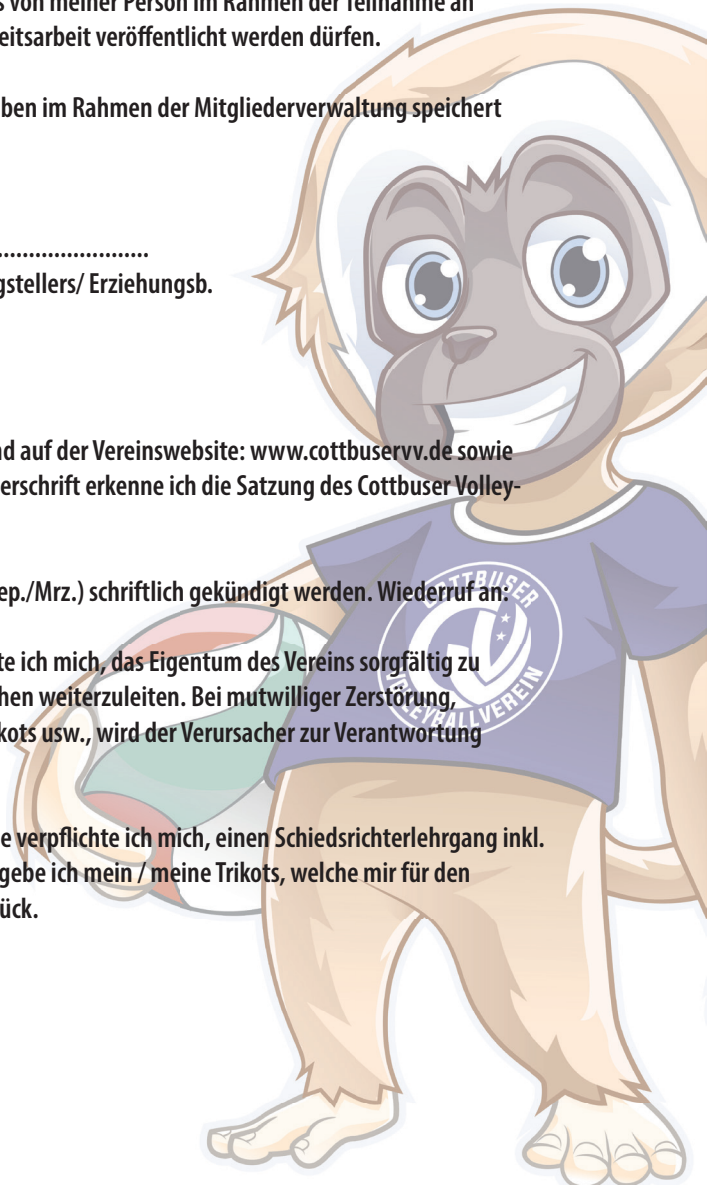 von meiner Person im Rahmen der Teilnahme an
eitsarbeit veröffentlicht werden dürfen.
ben im Rahmen der Mitgliederverwaltung speichert
........................
gstellers/ Erziehungsb.
nd auf der Vereinswebsite: www.cottbuservv.de sowie
erschrift erkenne ich die Satzung des Cottbuser Volley-
ep./Mrz.) schriftlich gekündigt werden. Wiederruf an:
te ich mich, das Eigentum des Vereins sorgfältig zu
hen weiterzuleiten. Bei mutwilliger Zerstörung,
kots usw., wird der Verursacher zur Verantwortung
e verpflichte ich mich, einen Schiedsrichterlehrgang inkl.
gebe ich mein / meine Trikots, welche mir für den
ück.
COTTBUSER
VOLLEYBALLVEREIN